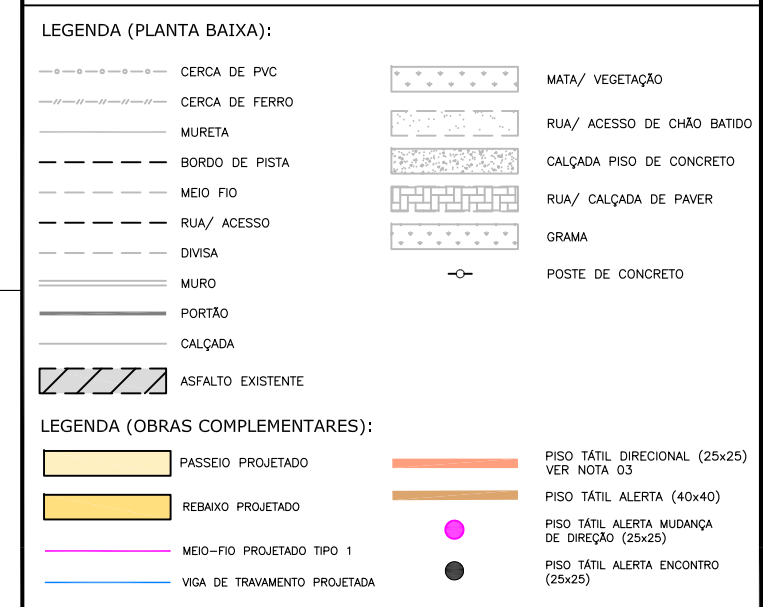 LEGENDA (PLANTA BAIXA):
CERCA DE PVC
CERCA DE FERRO
MURETA
BORDO DE PISTA
MEIO FIO
RUA/ ACESSO
DIVISA
MURO
PORTÃO
CALÇADA
ASFALTO EXISTENTE
MATA/ VEGETAÇÃO
RUA/ ACESSO DE CHÃO BATIDO
CALÇADA PISO DE CONCRETO
RUA/ CALÇADA DE PAVER
GRAMA
POSTE DE CONCRETO
LEGENDA (OBRAS COMPLEMENTARES):
PASSEIO PROJETADO
REBAIXO PROJETADO
MEIO-FIO PROJETADO TIPO 1
VIGA DE TRAVAMENTO PROJETADA
PISO TÁTIL DIRECIONAL (25x25)
VER NOTA 03
PISO TÁTIL ALERTA (40x40)
PISO TÁTIL ALERTA MUDANÇA
DE DIREÇÃO (25x25)
PISO TÁTIL ALERTA ENCONTRO
(25x25)